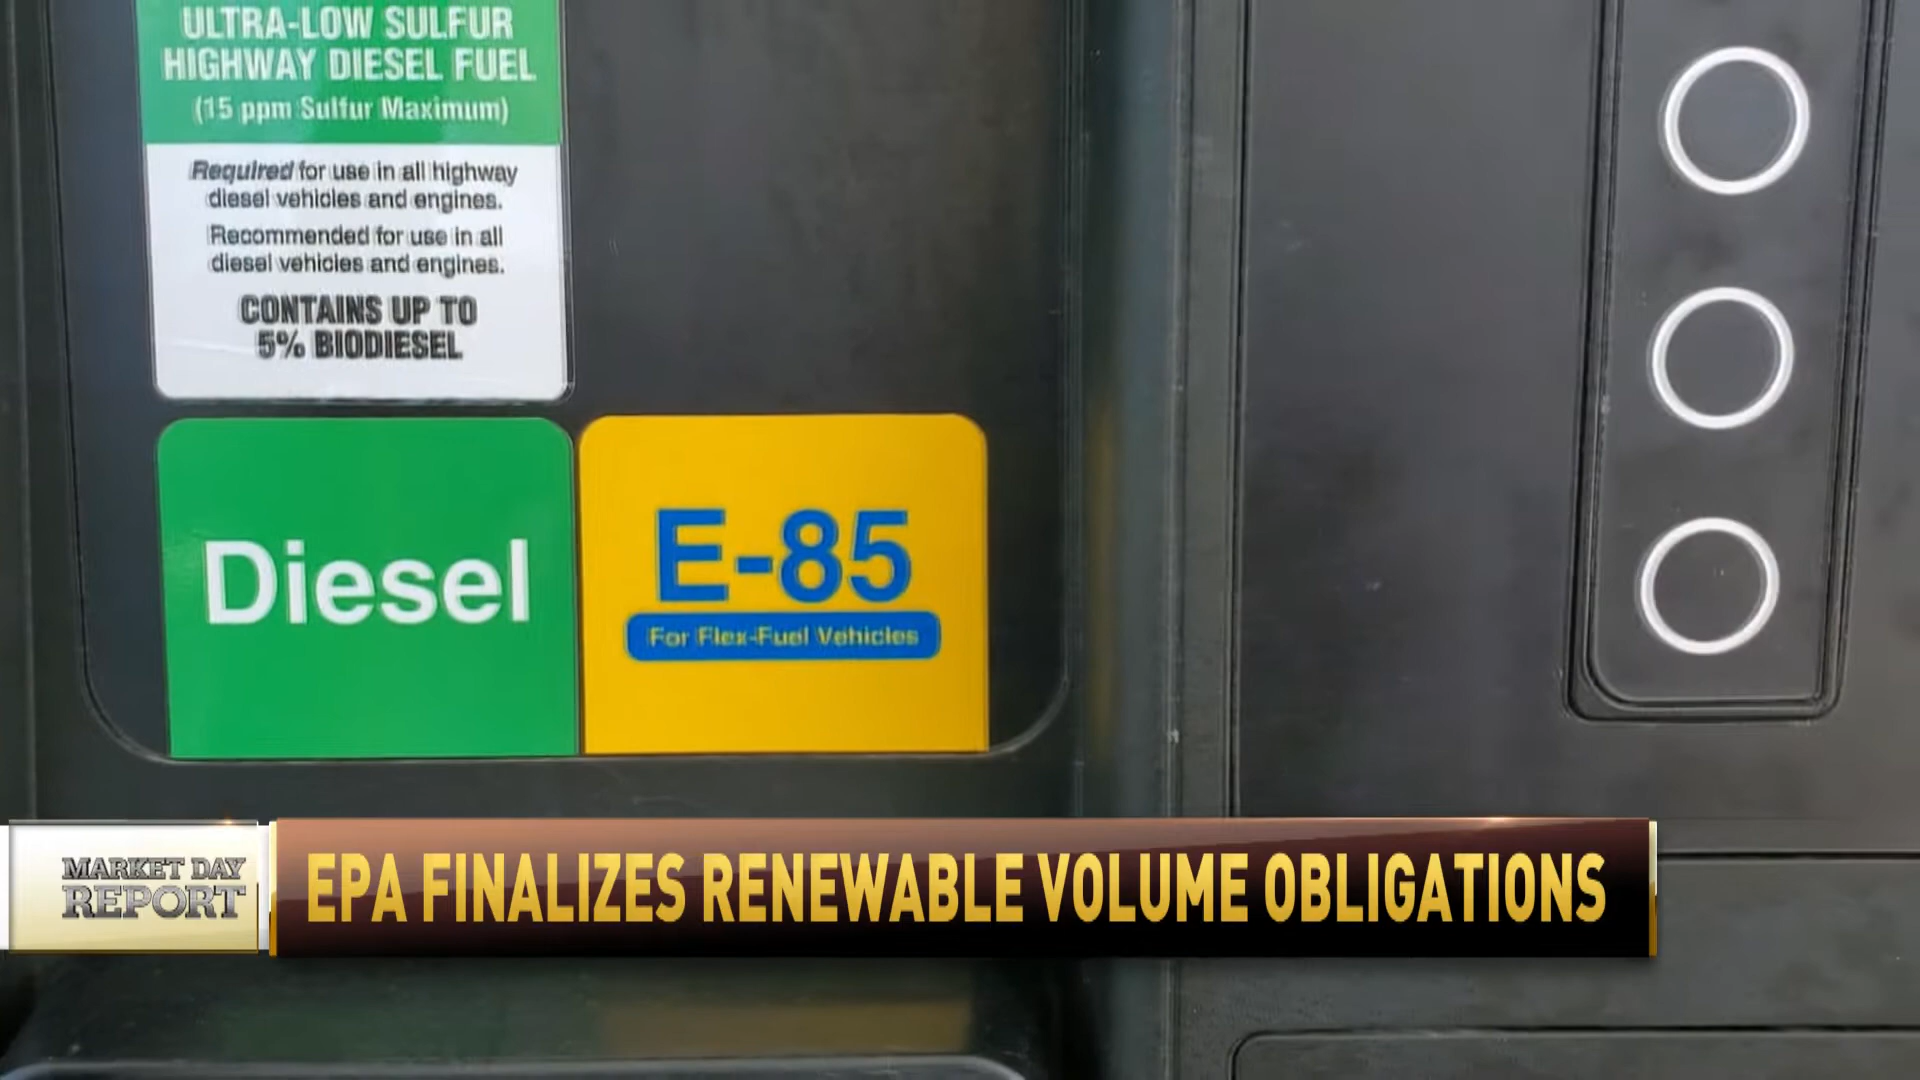 ULTRA-LOW SULFUR
HIGHWAY DIESEL FUEL
(15 ppm Sulfur Maximum)
Required for use in all highway
diesel vehicles and engines.
Recommended for use in all
diesel vehicles and engines.
CONTAINS UP TO
5% BIODIESEL
Diesel
E-85
For Flex-Fuel Vehicles
MARKET DAY
REPORT
EPA FINALIZES RENEWABLE VOLUME OBLIGATIONS